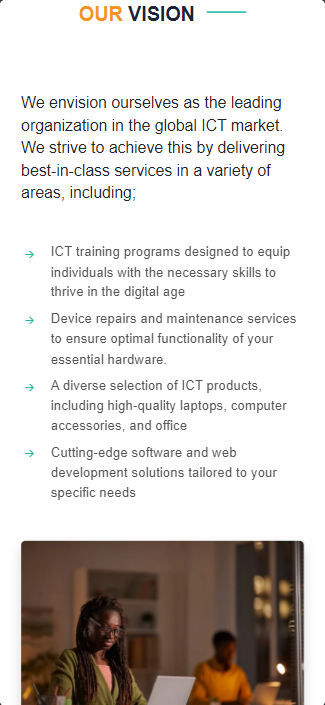 OUR VISION
We envision ourselves as the leading
organization in the global ICT market.
We strive to achieve this by delivering
best-in-class services in a variety of
areas, including;
ICT training programs designed to equip
individuals with the necessary skills to
thrive in the digital age
Device repairs and maintenance services
to ensure optimal functionality of your
essential hardware.
A diverse selection of ICT products,
including high-quality laptops, computer
accessories, and office
Cutting-edge software and web
development solutions tailored to your
specific needs